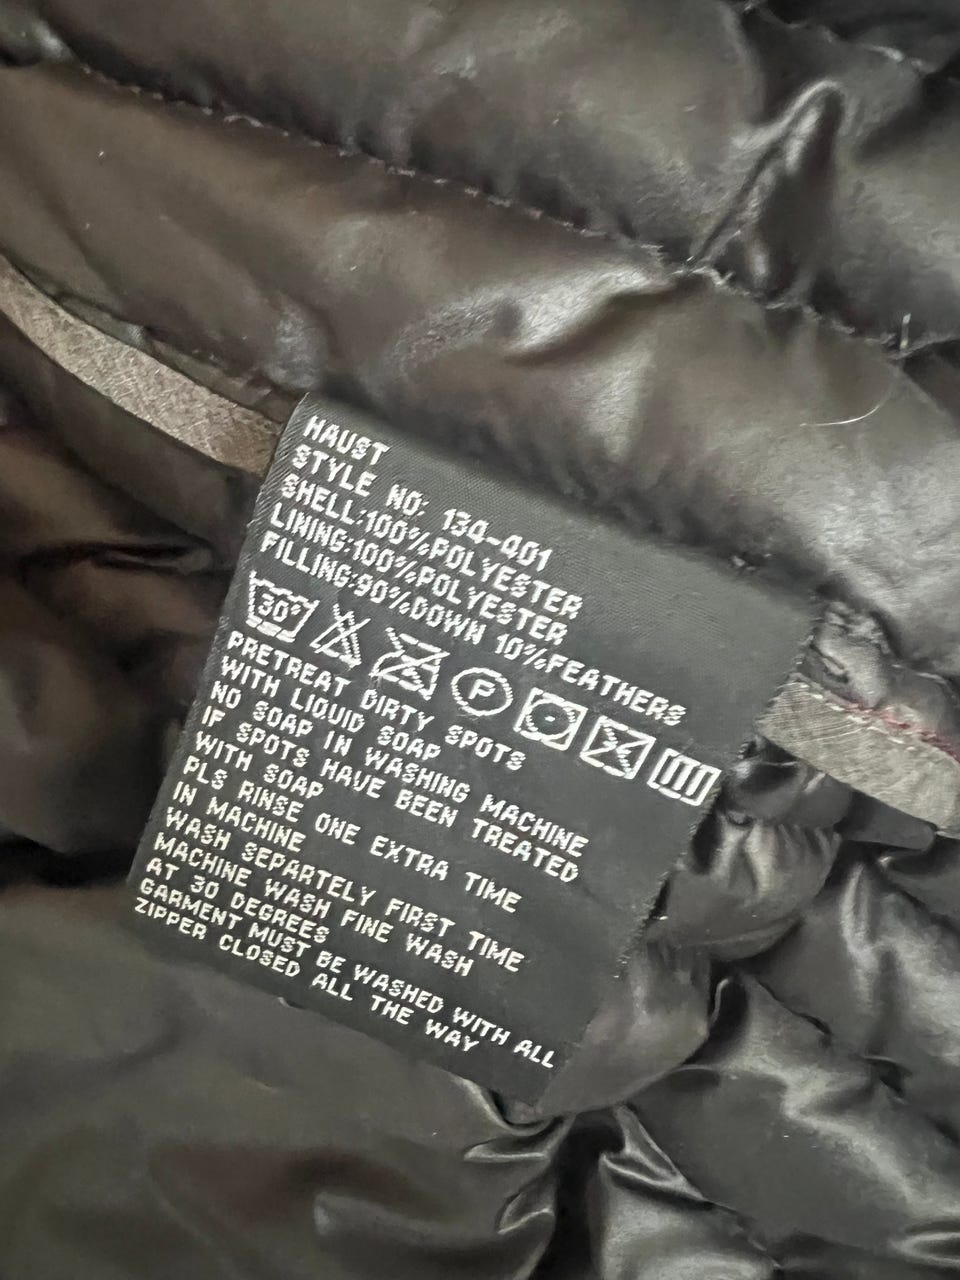 HAUST
STYLE NO: 134-401
SHELL:100%POLYESTER
LINING:100%POLYESTER
FILLING:90%DOWN 10%FEATHERS
30° P
PRETREAT DIRTY SPOTS
WITH LIQUID SOAP
NO SOAP IN WASHING MACHINE
IF SPOTS HAVE BEEN TREATED
WITH SOAP
PLS RINSE ONE EXTRA TIME
IN MACHINE
WASH SEPARTELY FIRST TIME
MACHINE WASH FINE WASH
AT 30 DEGREES
GARMENT MUST BE WASHED WITH ALL
ZIPPER CLOSED ALL THE WAY